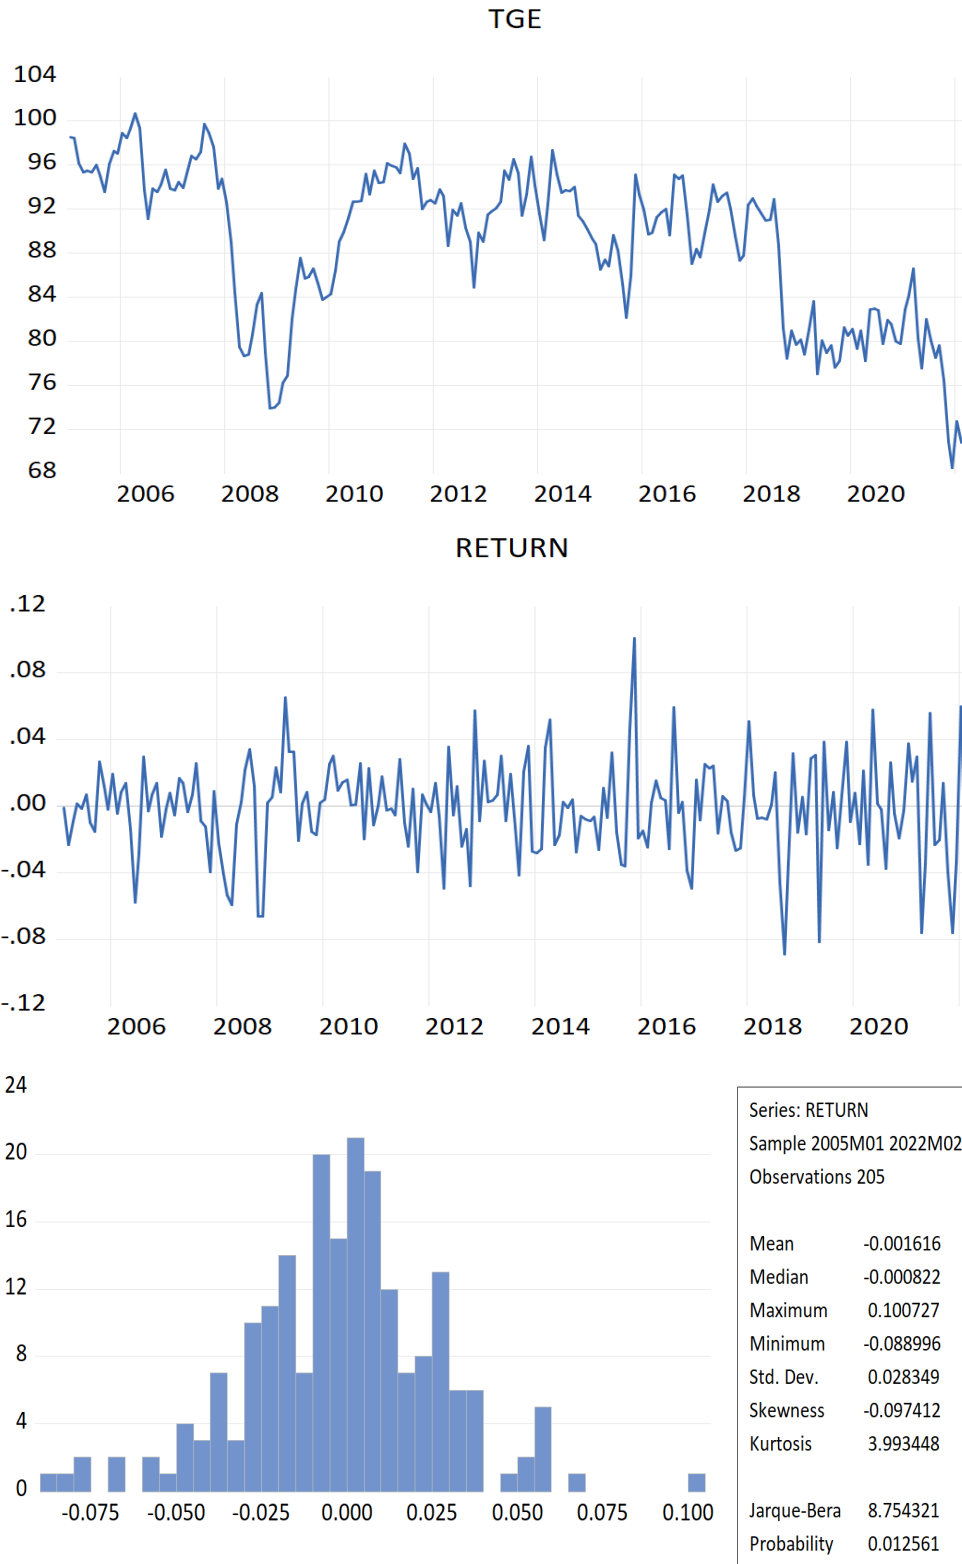 TGE
104
100
96
92
88
84
80
76
72
68
2006 2008 2010 2012 2014 2016 2018 2020
RETURN
.12
.08
.04
.00
-.04
-.08
-.12
2006 2008 2010 2012 2014 2016 2018 2020
24
20
16
12
8
4
0
-0.075 -0.050 -0.025 0.000 0.025 0.050 0.075 0.100
Series: RETURN
Sample 2005M01 2022M02
Observations 205
Mean -0.001616
Median -0.000822
Maximum 0.100727
Minimum -0.088996
Std. Dev. 0.028349
Skewness -0.097412
Kurtosis 3.993448
Jarque-Bera 8.754321
Probability 0.012561